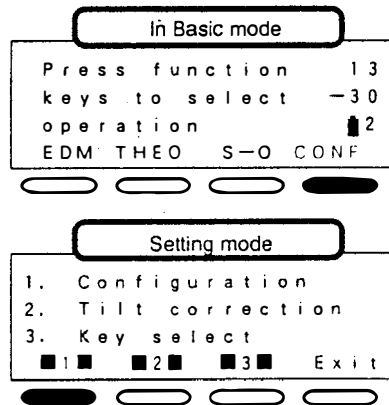 In Basic mode
Press function 13
keys to select -30
operation 2
EDM THEO S-O CONF
Setting mode
1. Configuration
2. Tilt correction
3. Key select
■1■ ■2■ ■3■ Exit